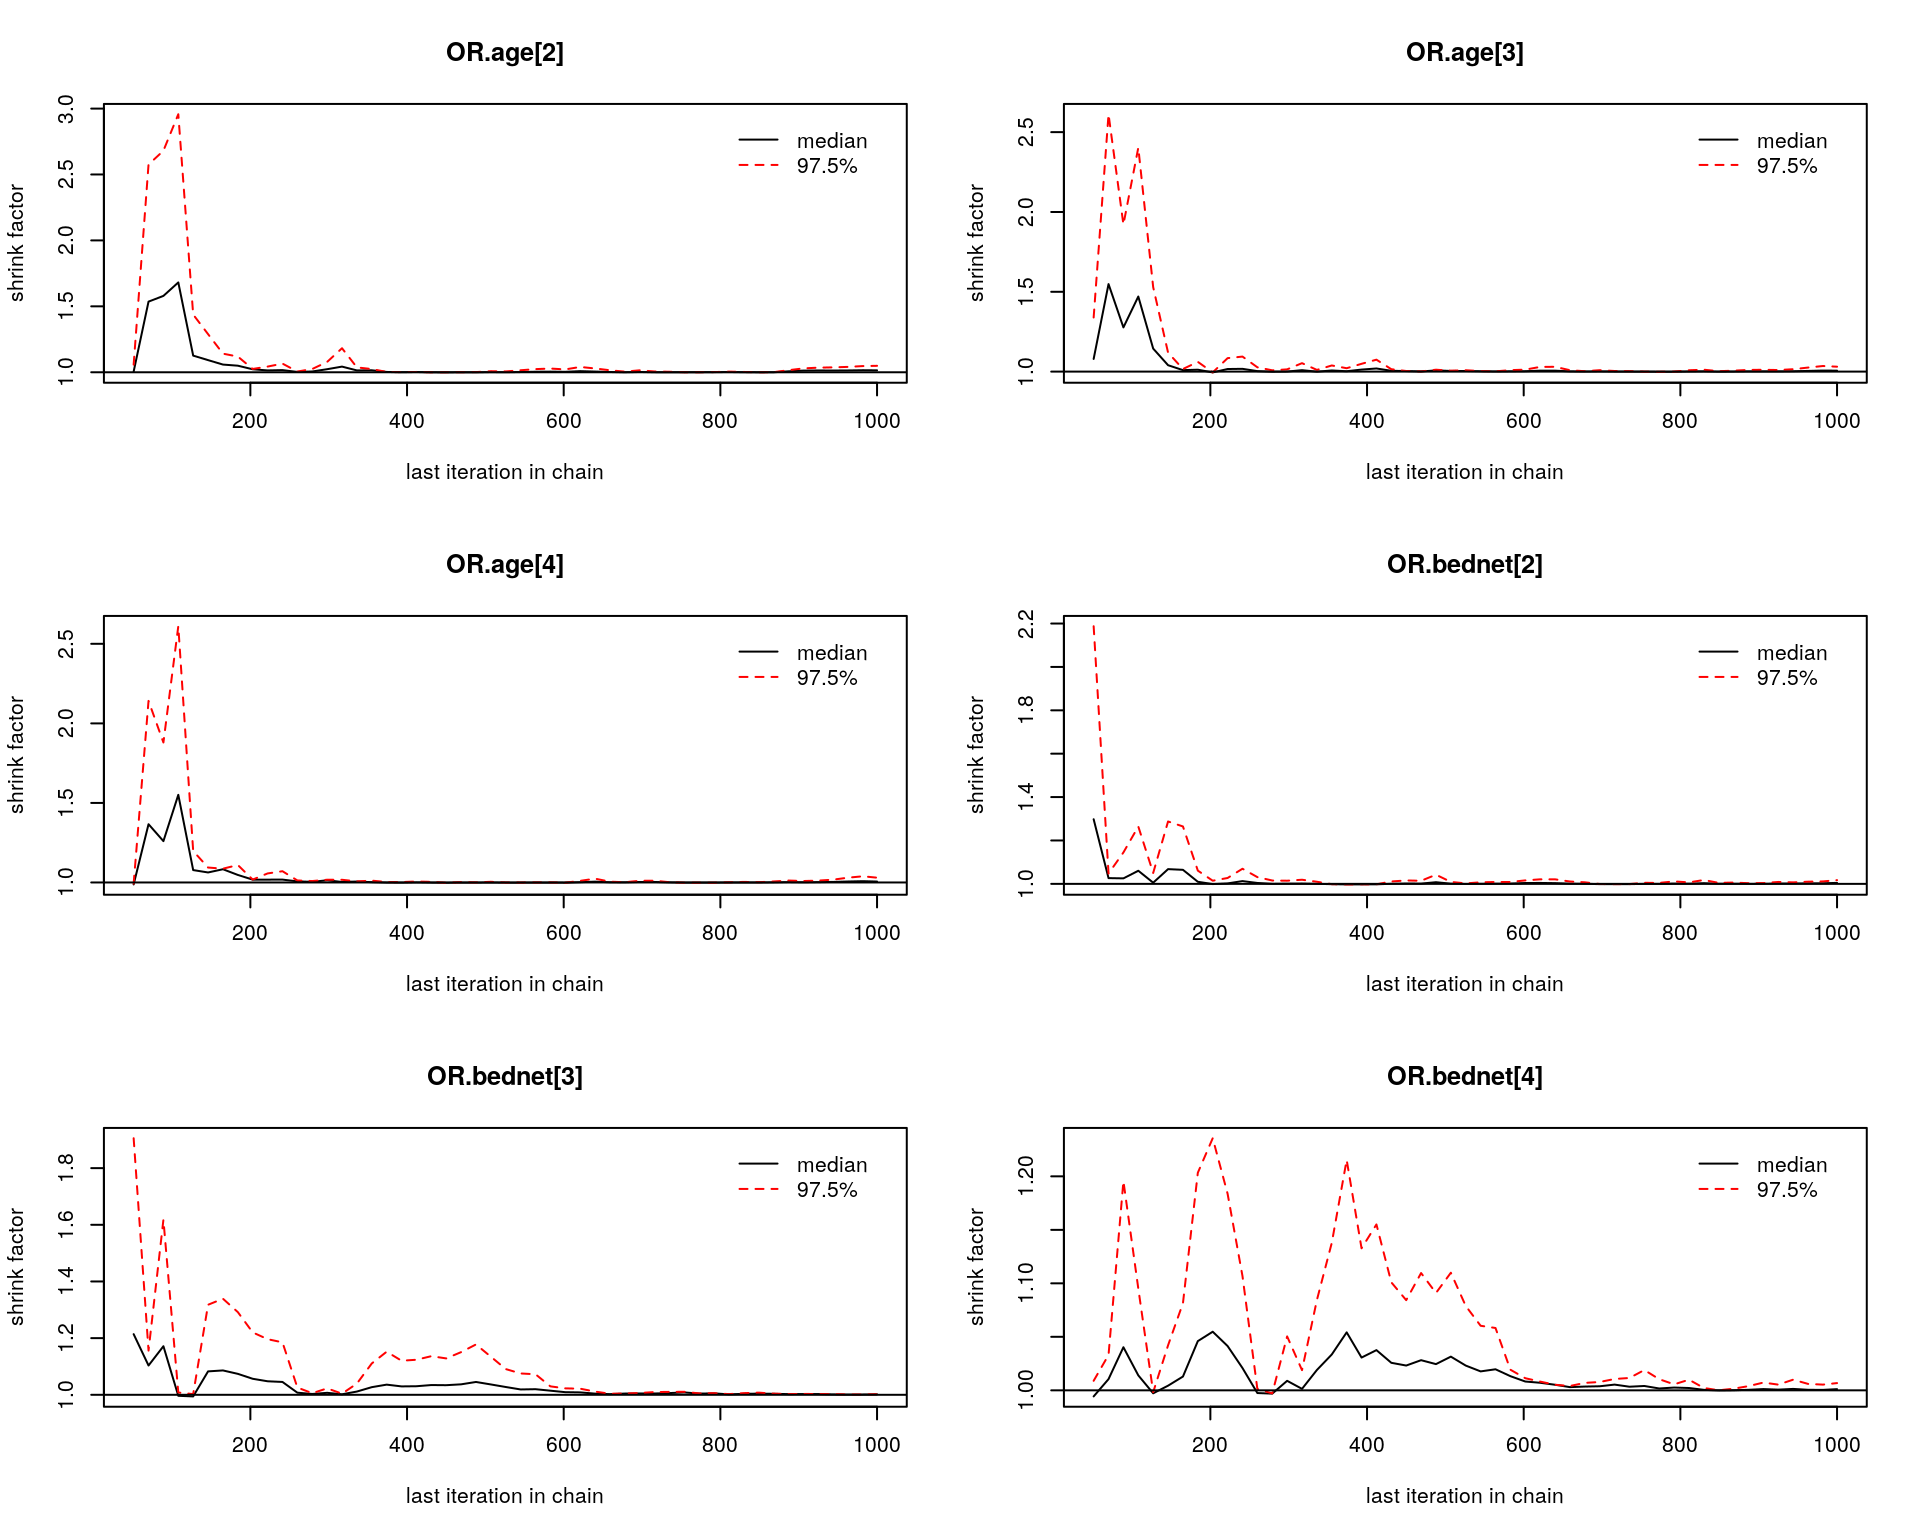 OR.age[2]
shrink factor
1.0 1.5 2.0 2.5 3.0
median
97.5%
200 400 600 800 1000
last iteration in chain
OR.age[3]
shrink factor
1.0 1.5 2.0 2.5
median
97.5%
200 400 600 800 1000
last iteration in chain
OR.age[4]
shrink factor
1.0 1.5 2.0 2.5
median
97.5%
200 400 600 800 1000
last iteration in chain
OR.bednet[2]
shrink factor
1.0 1.4 1.8 2.2
median
97.5%
200 400 600 800 1000
last iteration in chain
OR.bednet[3]
shrink factor
1.0 1.2 1.4 1.6 1.8
median
97.5%
200 400 600 800 1000
last iteration in chain
OR.bednet[4]
shrink factor
1.00 1.10 1.20
median
97.5%
200 400 600 800 1000
last iteration in chain